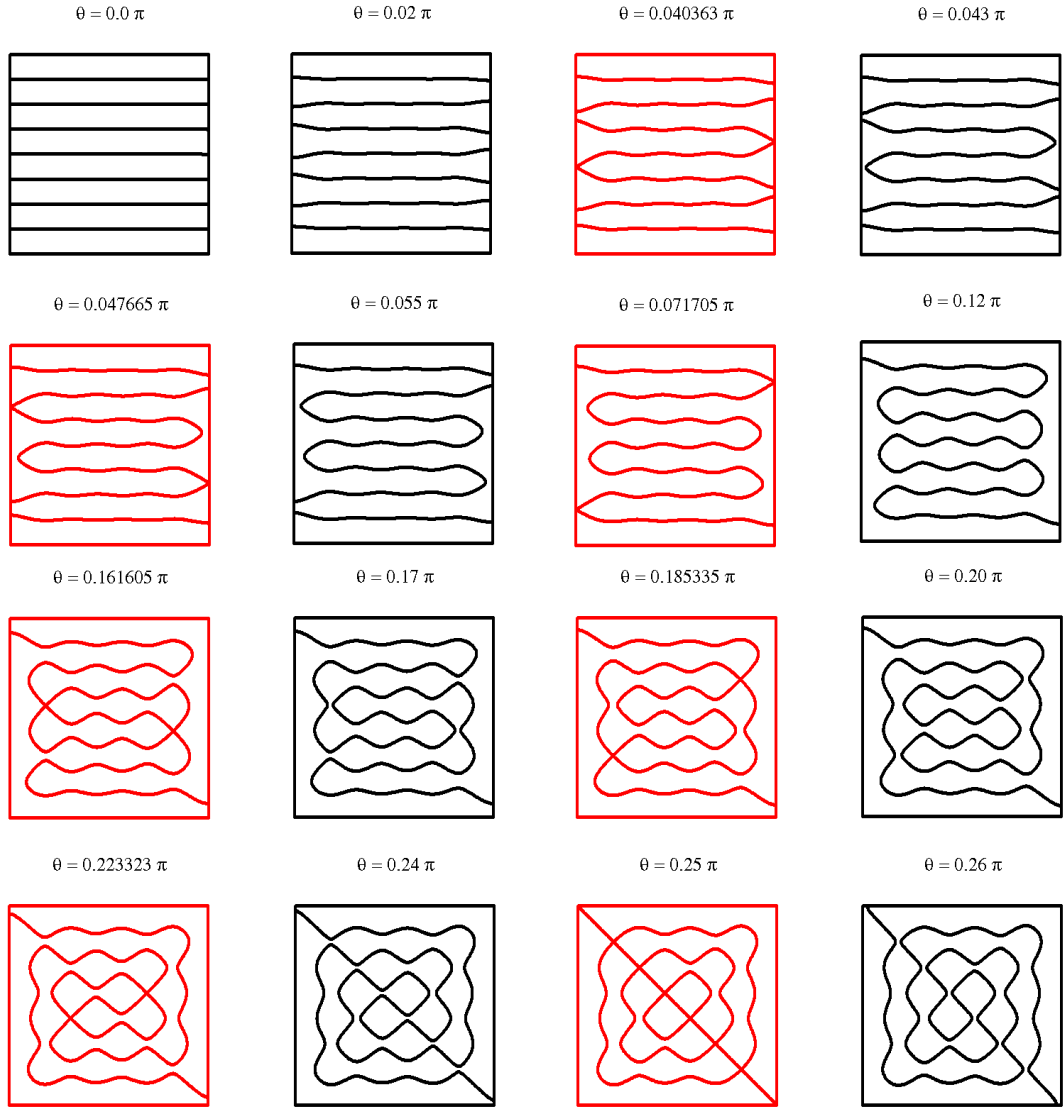 θ = 0.0 π
θ = 0.02 π
θ = 0.040363 π
θ = 0.043 π
θ = 0.047665 π
θ = 0.055 π
θ = 0.071705 π
θ = 0.12 π
θ = 0.161605 π
θ = 0.17 π
θ = 0.185335 π
θ = 0.20 π
θ = 0.223323 π
θ = 0.24 π
θ = 0.25 π
θ = 0.26 π